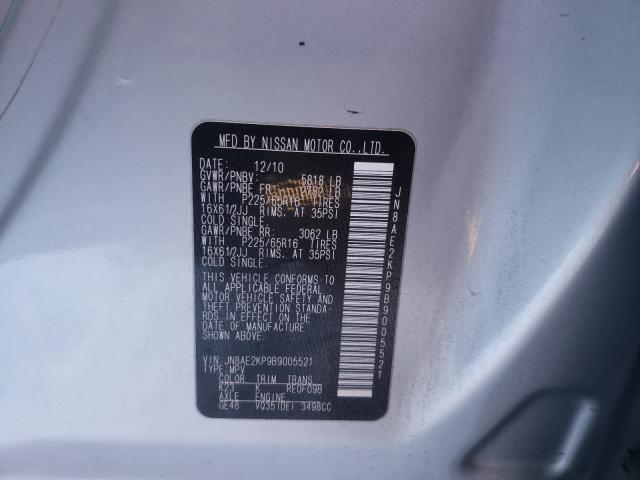 MFD BY NISSAN MOTOR CO.,LTD.
DATE: 12/10
GVWR/PNBV: 5818 LB
GAWR/PNBE FR: 2782 LB
WITH P225/65R16 TIRES
16X61/2JJ RIMS. AT 35PSI
COLD SINGLE.
GAWR/PNBE RR: 3062 LB
WITH P225/65R16 TIRES
16X61/2JJ RIMS. AT 35PSI
COLD SINGLE.
THIS VEHICLE CONFORMS TO
ALL APPLICABLE FEDERAL
MOTOR VEHICLE SAFETY AND
THEFT PREVENTION STANDA-
RDS IN EFFECT ON THE
DATE OF MANUFACTURE
SHOWN ABOVE.
VIN:JN8AE2KP9B9005521
TYPE:MPV
COLOR TRIM TRANS
K23 K RE0F09B
AXLE ENGINE
GE48 VQ35(DE) 3498CC
JN8AE2KP9B9005521